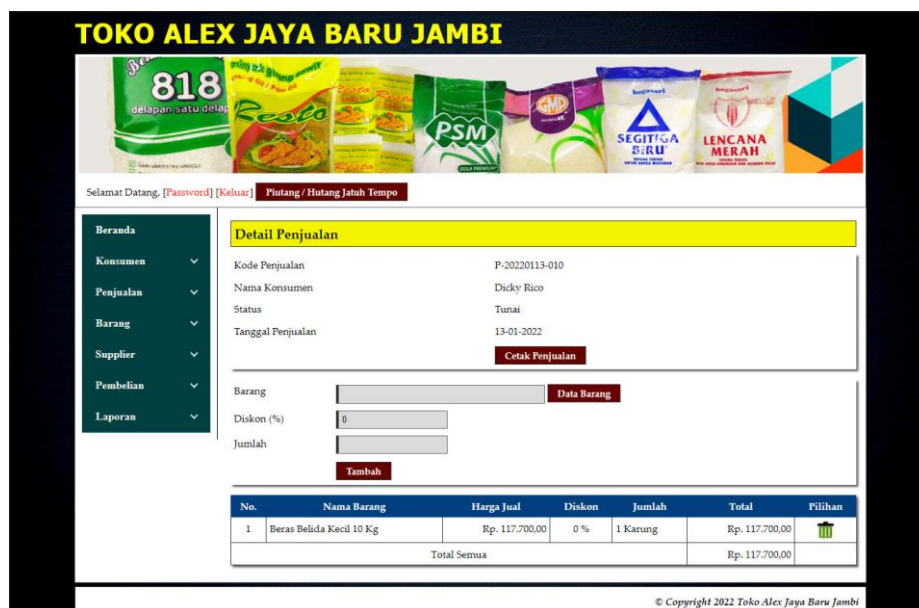 TOKO ALEX JAYA BARU JAMBI
818
delapan satu delap
Resto
PSM
GULA PREMIUM
GMP
bogasari
SEGITIGA
BIRU
bogasari
LENCANA
MERAH
Selamat Datang, [Password] [Keluar] Piutang / Hutang Jatuh Tempo
Beranda
Konsumen
Penjualan
Barang
Supplier
Pembelian
Laporan
Detail Penjualan
Kode Penjualan P-20220113-010
Nama Konsumen Dicky Rico
Status Tunai
Tanggal Penjualan 13-01-2022
Cetak Penjualan
Barang Data Barang
Diskon (%) 0
Jumlah
Tambah
No. Nama Barang Harga Jual Diskon Jumlah Total Pilihan
1 Beras Belida Kecil 10 Kg Rp. 117.700,00 0 % 1 Karung Rp. 117.700,00
Total Semua Rp. 117.700,00
© Copyright 2022 Toko Alex Jaya Baru Jambi